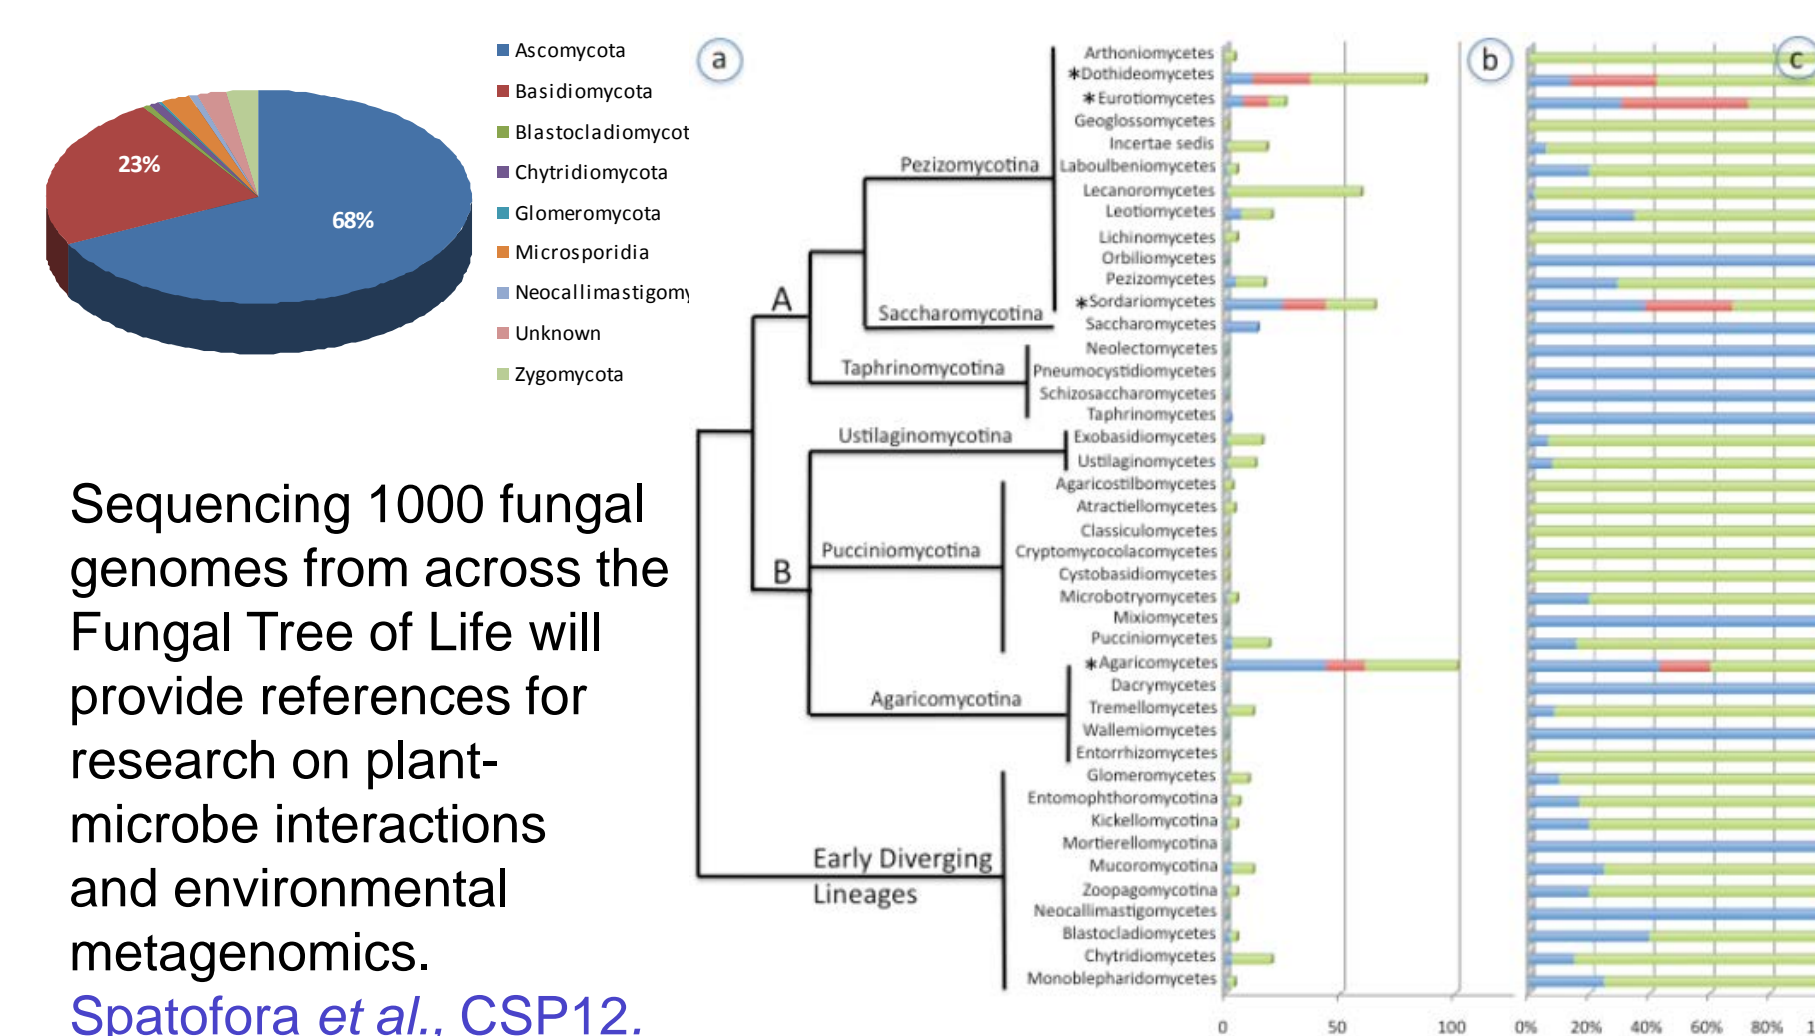 Ascomycota
Basidiomycota
Blastocladiomycot
Chytridiomycota
Glomeromycota
Microsporidia
Neocallimastigomy
Unknown
Zygomycota
23%
68%
Sequencing 1000 fungal
genomes from across the
Fungal Tree of Life will
provide references for
research on plant-
microbe interactions
and environmental
metagenomics.
Spatofora et al., CSP12.
a
A
B
Pezizomycotina
Saccharomycotina
Taphrinomycotina
Ustilaginomycotina
Pucciniomycotina
Agaricomycotina
Early Diverging
Lineages
Arthoniomycetes
*Dothideomycetes
*Eurotiomycetes
Geoglossomycetes
Incertae sedis
Laboulbeniomycetes
Lecanoromycetes
Leotiomycetes
Lichinomycetes
Orbiliomycetes
Pezizomycetes
*Sordariomycetes
Saccharomycetes
Neolectomycetes
Pneumocystidiomycetes
Schizosaccharomycetes
Taphrinomycetes
Exobasidiomycetes
Ustilaginomycetes
Agaricostilbomycetes
Atractiellomycetes
Classiculomycetes
Cryptomycocolacomycetes
Cystobasidiomycetes
Microbotryomycetes
Mixiomycetes
Pucciniomycetes
*Agaricomycetes
Dacrymycetes
Tremellomycetes
Wallemiomycetes
Entorrhizomycetes
Glomeromycetes
Entomophthoromycotina
Kickellomycotina
Mortierellomycotina
Mucoromycotina
Zoopagomycotina
Neocallimastigomycetes
Blastocladiomycetes
Chytridiomycetes
Monoblepharidomycetes
b
0 50 100
c
0% 20% 40% 60% 80% 1